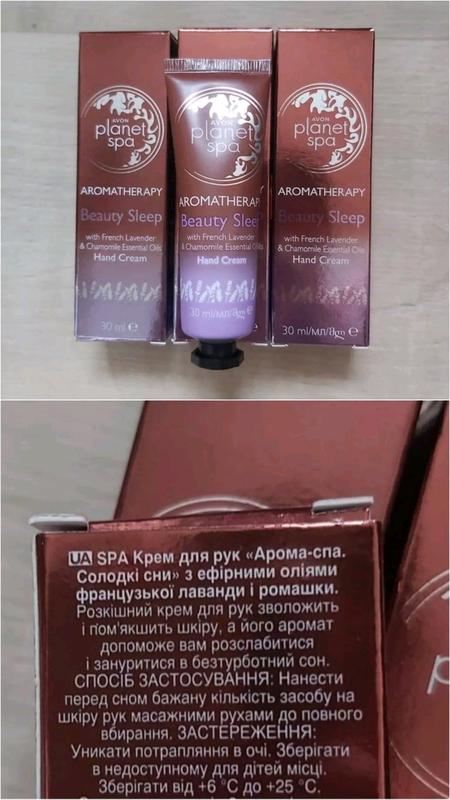 AVON
planet
spa
AROMATHERAPY
Beauty Sleep
with French Lavender
& Chamomile Essential Oils
Hand Cream
30 ml ℮
AVON
planet
spa
AROMATHERAPY
Beauty Sleep
with French Lavender
& Chamomile Essential Oils
Hand Cream
30 ml/мл/მლ ℮
AVON
planet
spa
AROMATHERAPY
Beauty Sleep
with French Lavender
& Chamomile Essential Oils
Hand Cream
30 ml/мл/მლ ℮
UA SPA Крем для рук «Арома-спа.
Солодкі сни» з ефірними оліями
французької лаванди і ромашки.
Розкішний крем для рук зволожить
і пом'якшить шкіру, а його аромат
допоможе вам розслабитися
і зануритися в безтурботний сон.
СПОСІБ ЗАСТОСУВАННЯ: Нанести
перед сном бажану кількість засобу на
шкіру рук масажними рухами до повного
вбирання. ЗАСТЕРЕЖЕННЯ:
Уникати потрапляння в очі. Зберігати
в недоступному для дітей місці.
Зберігати від +6 °C до +25 °C.